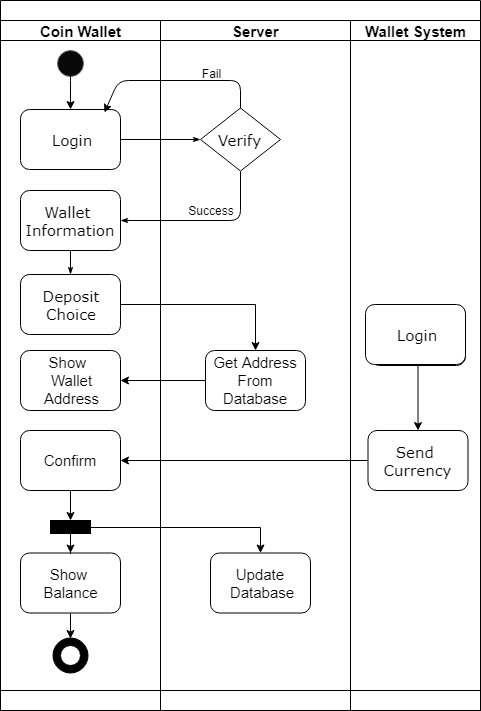 Coin Wallet
Server
Wallet System
Fail
Login
Verify
Success
Wallet
Information
Deposit
Choice
Login
Show
Wallet
Address
Get Address
From
Database
Confirm
Send
Currency
Show
Balance
Update
Database